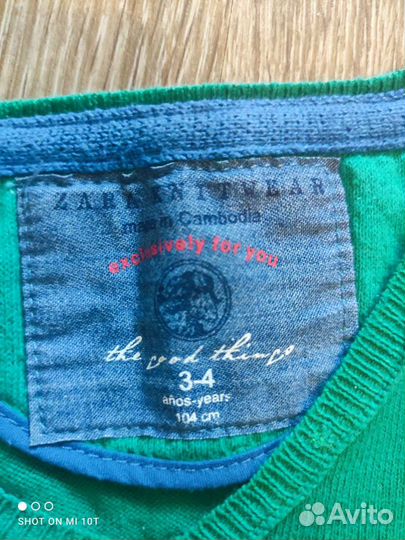 ZARA KNITWEAR
made in Cambodia
exclusively for you
the good things
3-4
años-years
104 cm
SHOT ON MI 10T
Avito